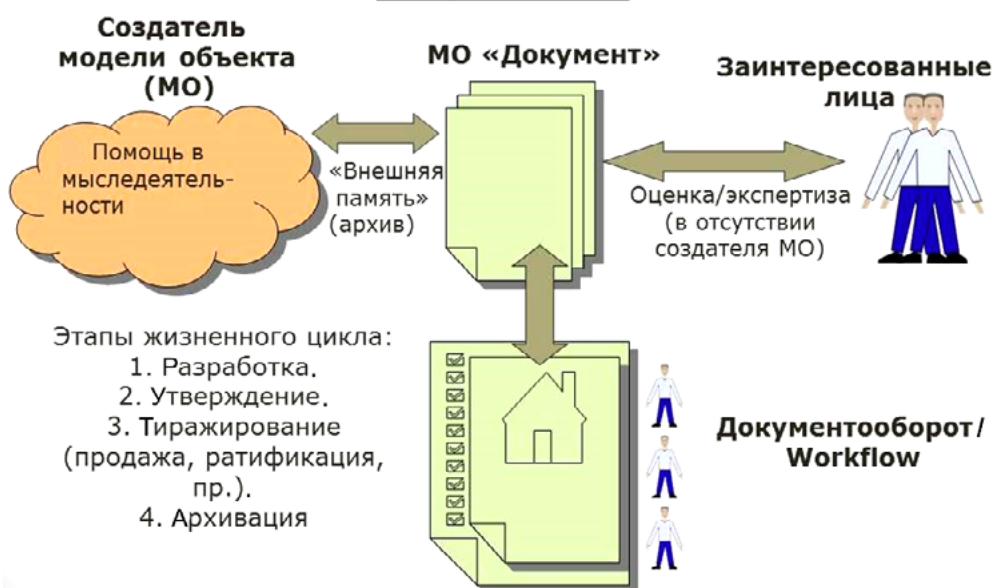 Создатель
модели объекта
(МО)
Помощь в
мыследеятель-
ности
«Внешняя
память»
(архив)
МО «Документ»
Заинтересованные
лица
Оценка/экспертиза
(в отсутствии
создателя МО)
Этапы жизненного цикла:
1. Разработка.
2. Утверждение.
3. Тиражирование
(продажа, ратификация,
пр.).
4. Архивация
Документооборот/
Workflow